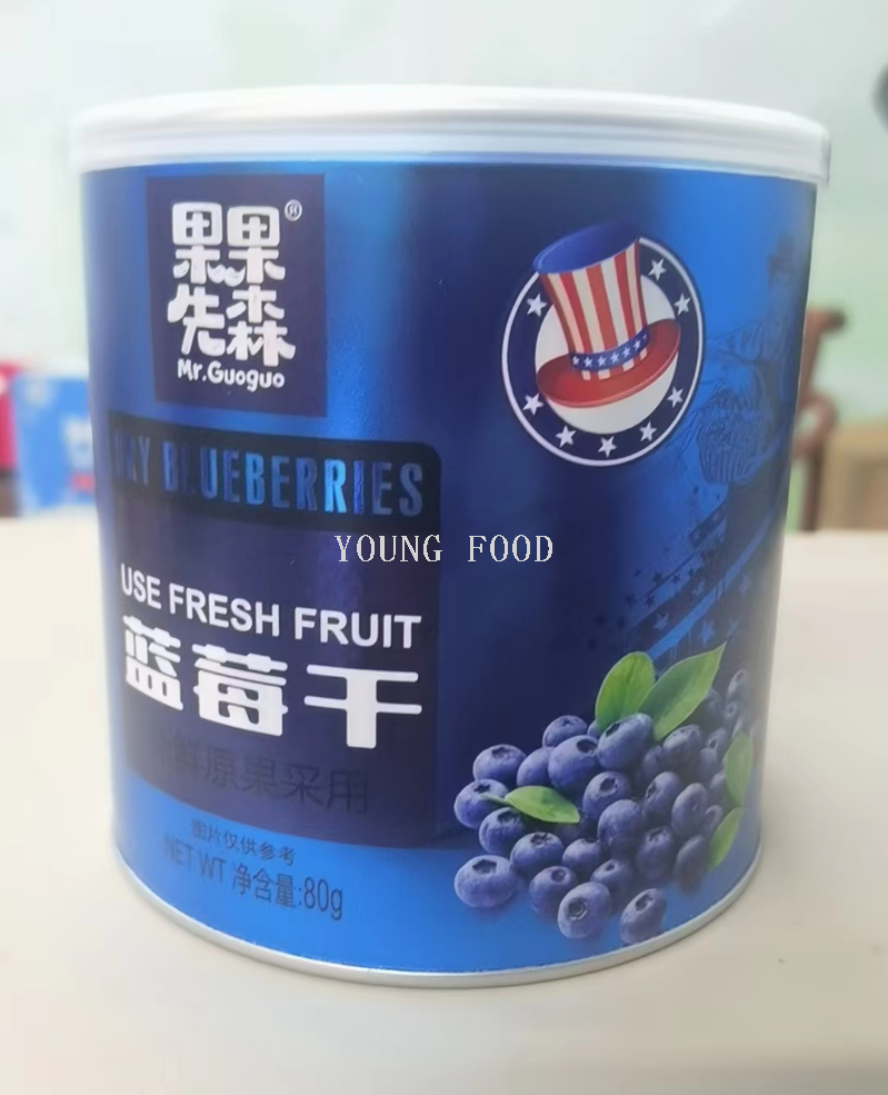 果果先森®
Mr.Guoguo
BLUEBERRIES
YOUNG FOOD
USE FRESH FRUIT
蓝莓干
鲜原果采用
图片仅供参考
NET WT 净含量:80g